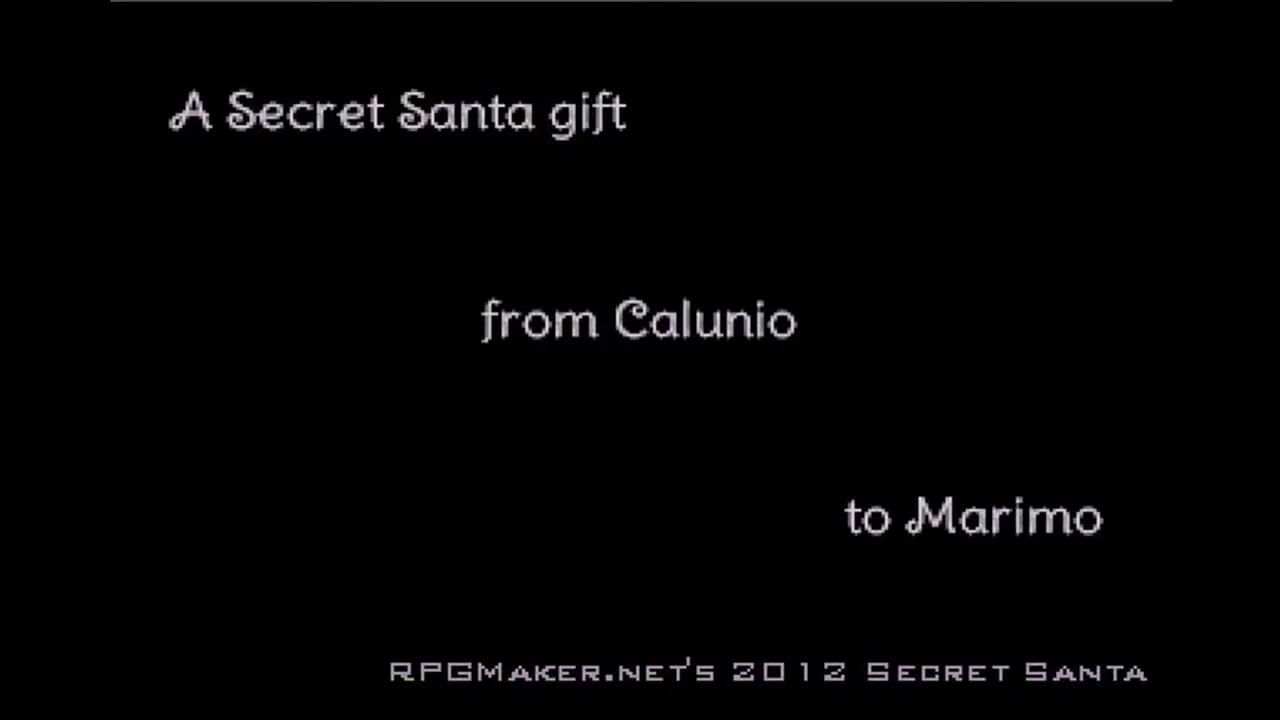 A Secret Santa gift
from Calunio
to Marimo
RPGMaker.net's 2012 Secret Santa